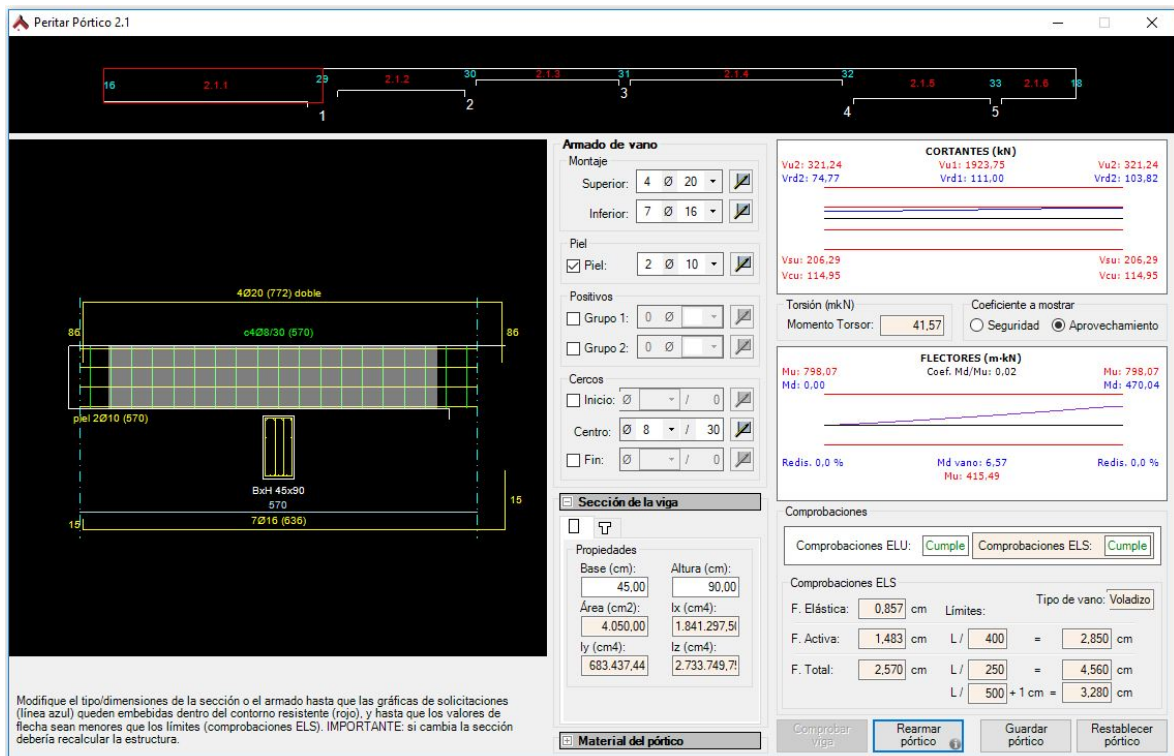 Peritar Pórtico 2.1
16 2.1.1 29 2.1.2 30 2.1.3 31 2.1.4 32 2.1.5 33 2.1.6 18
1 2 3 4 5
4Ø20 (772) doble
86 c4Ø8/30 (570) 86
piel 2Ø10 (570)
BxH 45x90
570
15
15 7Ø16 (636)
Modifique el tipo/dimensiones de la sección o el armado hasta que las gráficas de solicitaciones
(línea azul) queden embebidas dentro del contorno resistente (rojo), y hasta que los valores de
flecha sean menores que los límites (comprobaciones ELS). IMPORTANTE: si cambia la sección
debería recalcular la estructura.
Armado de vano
Montaje
Superior: 4 Ø 20
Inferior: 7 Ø 16
Piel
Piel: 2 Ø 10
Positivos
Grupo 1: 0 Ø
Grupo 2: 0 Ø
Cercos
Inicio: Ø / 0
Centro: Ø 8 / 30
Fin: Ø / 0
Sección de la viga
Propiedades
Base (cm): Altura (cm):
45,00 90,00
Área (cm2): Ix (cm4):
4.050,00 1.841.297,50
Iy (cm4): Iz (cm4):
683.437,44 2.733.749,75
Material del pórtico
CORTANTES (kN)
Vu2: 321,24 Vu1: 1923,75 Vu2: 321,24
Vrd2: 74,77 Vrd1: 111,00 Vrd2: 103,82
Vsu: 206,29 Vsu: 206,29
Vcu: 114,95 Vcu: 114,95
Torsión (mkN) Coeficiente a mostrar
Momento Torsor: 41,57 Seguridad Aprovechamiento
FLECTORES (m·kN)
Mu: 798,07 Coef. Md/Mu: 0,02 Mu: 798,07
Md: 0,00 Md: 470,04
Redis. 0,0 % Md vano: 6,57 Redis. 0,0 %
Mu: 415,49
Comprobaciones
Comprobaciones ELU: Cumple Comprobaciones ELS: Cumple
Comprobaciones ELS
Tipo de vano: Voladizo
F. Elástica: 0,857 cm Límites:
F. Activa: 1,483 cm L / 400 = 2,850 cm
F. Total: 2,570 cm L / 250 = 4,560 cm
L / 500 + 1 cm = 3,280 cm
Comprobar viga
Rearmar pórtico
Guardar pórtico
Restablecer pórtico